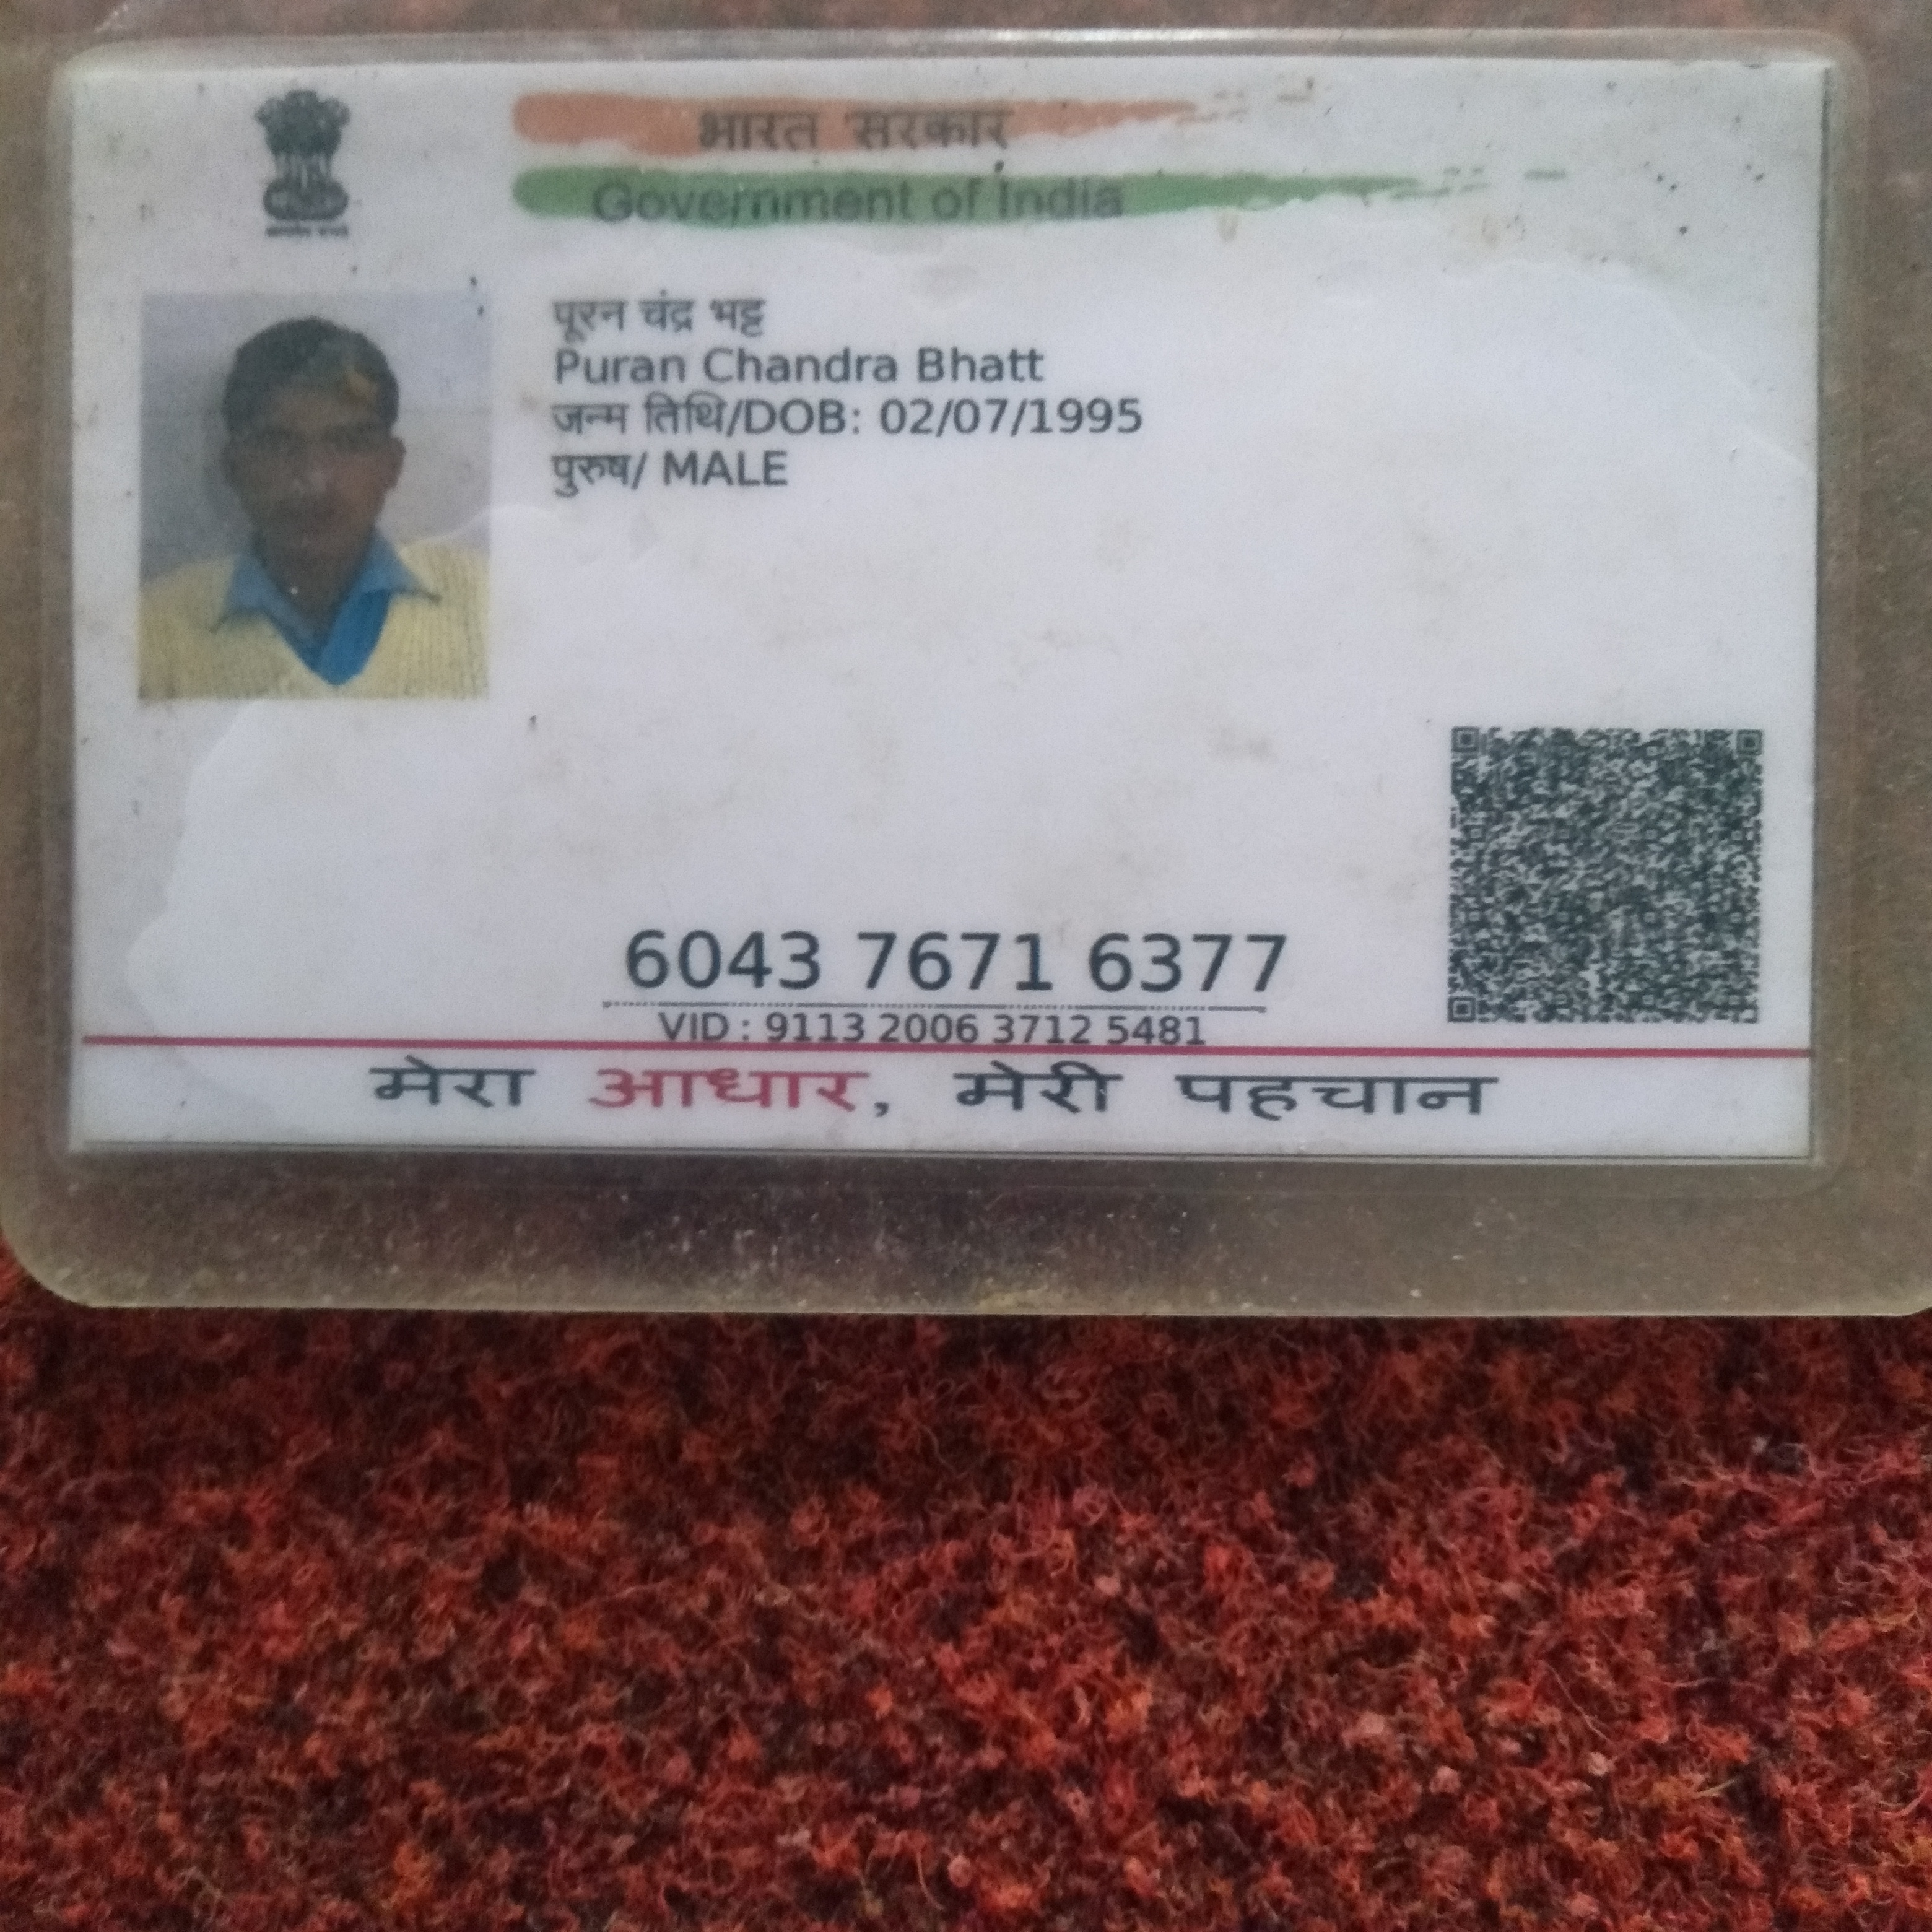 भारत सरकार
Government of India
पूरन चंद्र भट्ट
Puran Chandra Bhatt
जन्म तिथि/DOB: 02/07/1995
पुरुष/ MALE
6043 7671 6377
VID : 9113 2006 3712 5481
मेरा आधार, मेरी पहचान